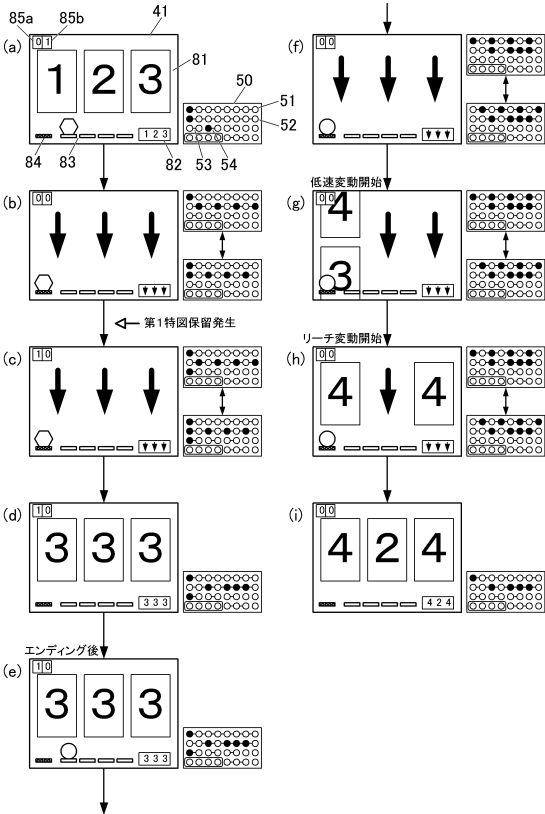 85a 85b 41
(a) 0 1
1 2 3
81
50
51
52
1 2 3
84 83 82 53 54
(b) 0 0
第1特図保留発生
(c) 1 0
(d) 1 0
3 3 3
3 3 3
エンディング後
(e) 1 0
3 3 3
3 3 3
(f) 0 0
低速変動開始
(g) 0 0
4
3
リーチ変動開始
(h) 0 0
4 4
(i) 0 0
4 2 4
4 2 4